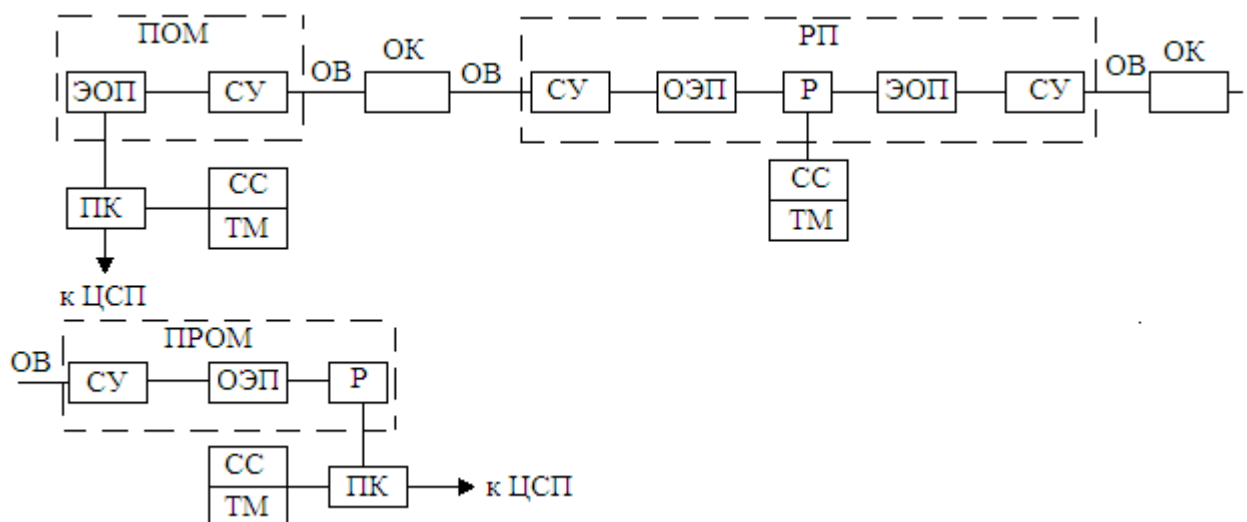 ПОМ
ОК
РП
ОК
ОВ
ОВ
ОВ
ЭОП
СУ
СУ
ОЭП
Р
ЭОП
СУ
СС
СС
ПК
ТМ
ТМ
к ЦСП
ПРОМ
ОВ
СУ
ОЭП
Р
СС
ПК
к ЦСП
ТМ